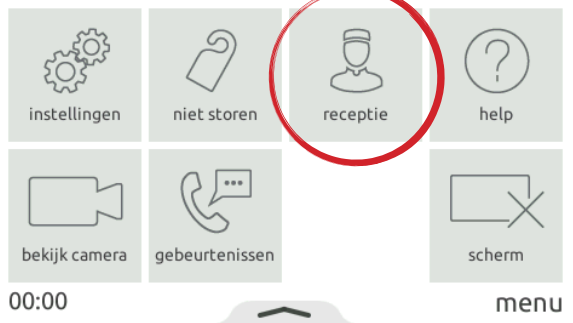 instellingen
niet storen
receptie
help
bekijk camera
gebeurtenissen
scherm
00:00
menu